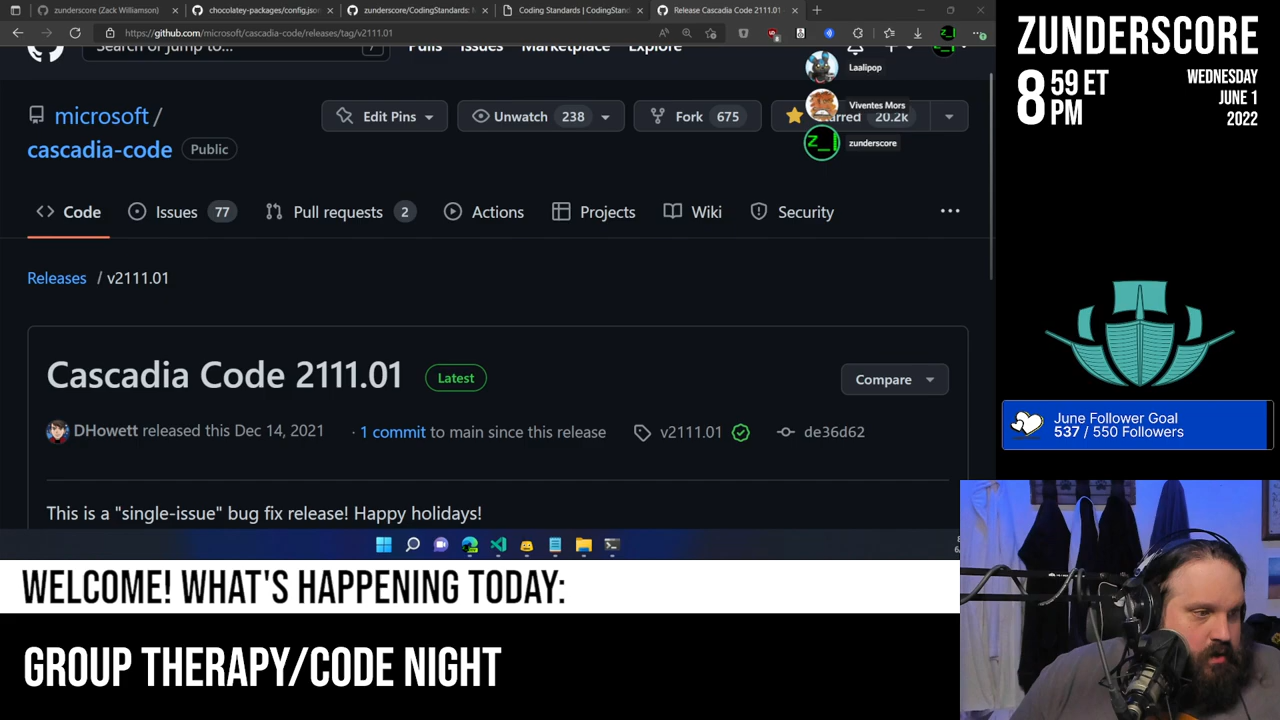 zunderscore (Zack Williamson)
chocolatey-packages/config.json
zunderscore/CodingStandards:
Coding Standards | CodingStan
Release Cascadia Code 2111.01
https://github.com/microsoft/cascadia-code/releases/tag/v2111.01
Search or jump to...
Pulls Issues Marketplace Explore
Laalipop
Viventes Mors
zunderscore
microsoft /
cascadia-code Public
Edit Pins
Unwatch 238
Fork 675
20.2k
Code
Issues 77
Pull requests 2
Actions
Projects
Wiki
Security
Releases / v2111.01
Cascadia Code 2111.01 Latest
Compare
DHowett released this Dec 14, 2021 · 1 commit to main since this release v2111.01 de36d62
This is a "single-issue" bug fix release! Happy holidays!
WELCOME! WHAT'S HAPPENING TODAY:
GROUP THERAPY/CODE NIGHT
ZUNDERSCORE
8 59 ET
PM
WEDNESDAY
JUNE 1
2022
June Follower Goal
537 / 550 Followers